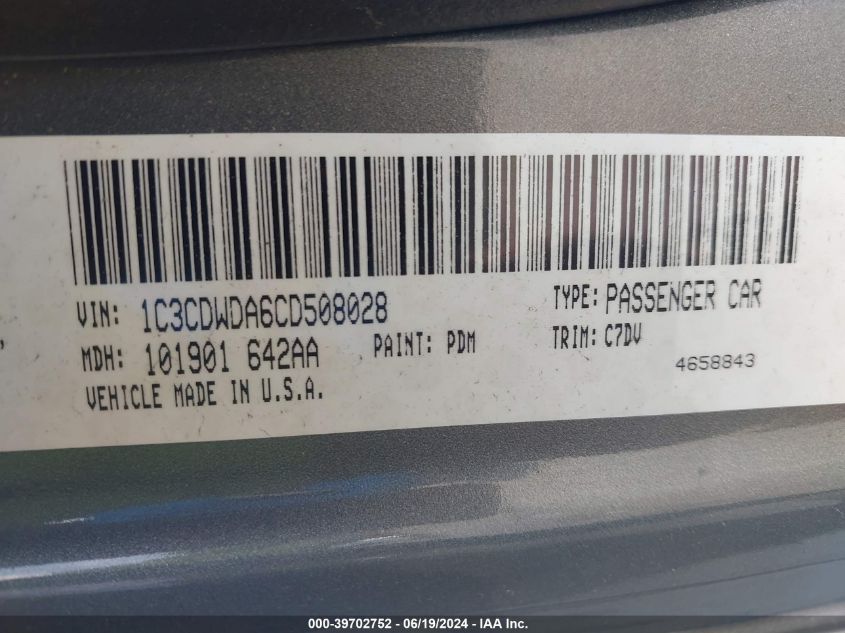 VIN: 1C3CDWDA6CD508028 TYPE: PASSENGER CAR
MDH: 101901 642AA PAINT: PDM TRIM: C7DV
VEHICLE MADE IN U.S.A. 4658843
000-39702752 - 06/19/2024 - IAA Inc.